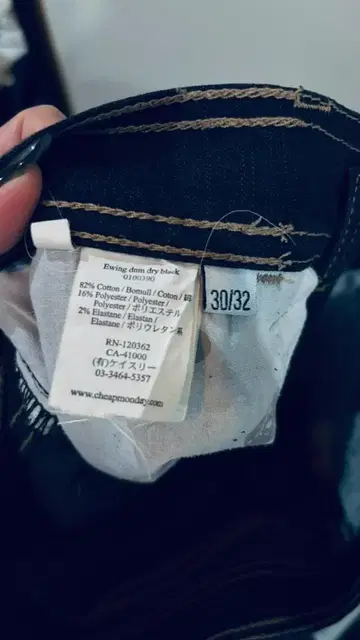 Ewing dnm dry black
0100390
82% Cotton / Bomull / Coton / 綿
16% Polyester / Polyester /
Polyester / ポリエステル
2% Elastane / Elastan /
Elastane / ポリウレタン系
RN-120362
CA-41000
(有)ケイスリー
03-3464-5357
www.cheapmonday.com
30/32